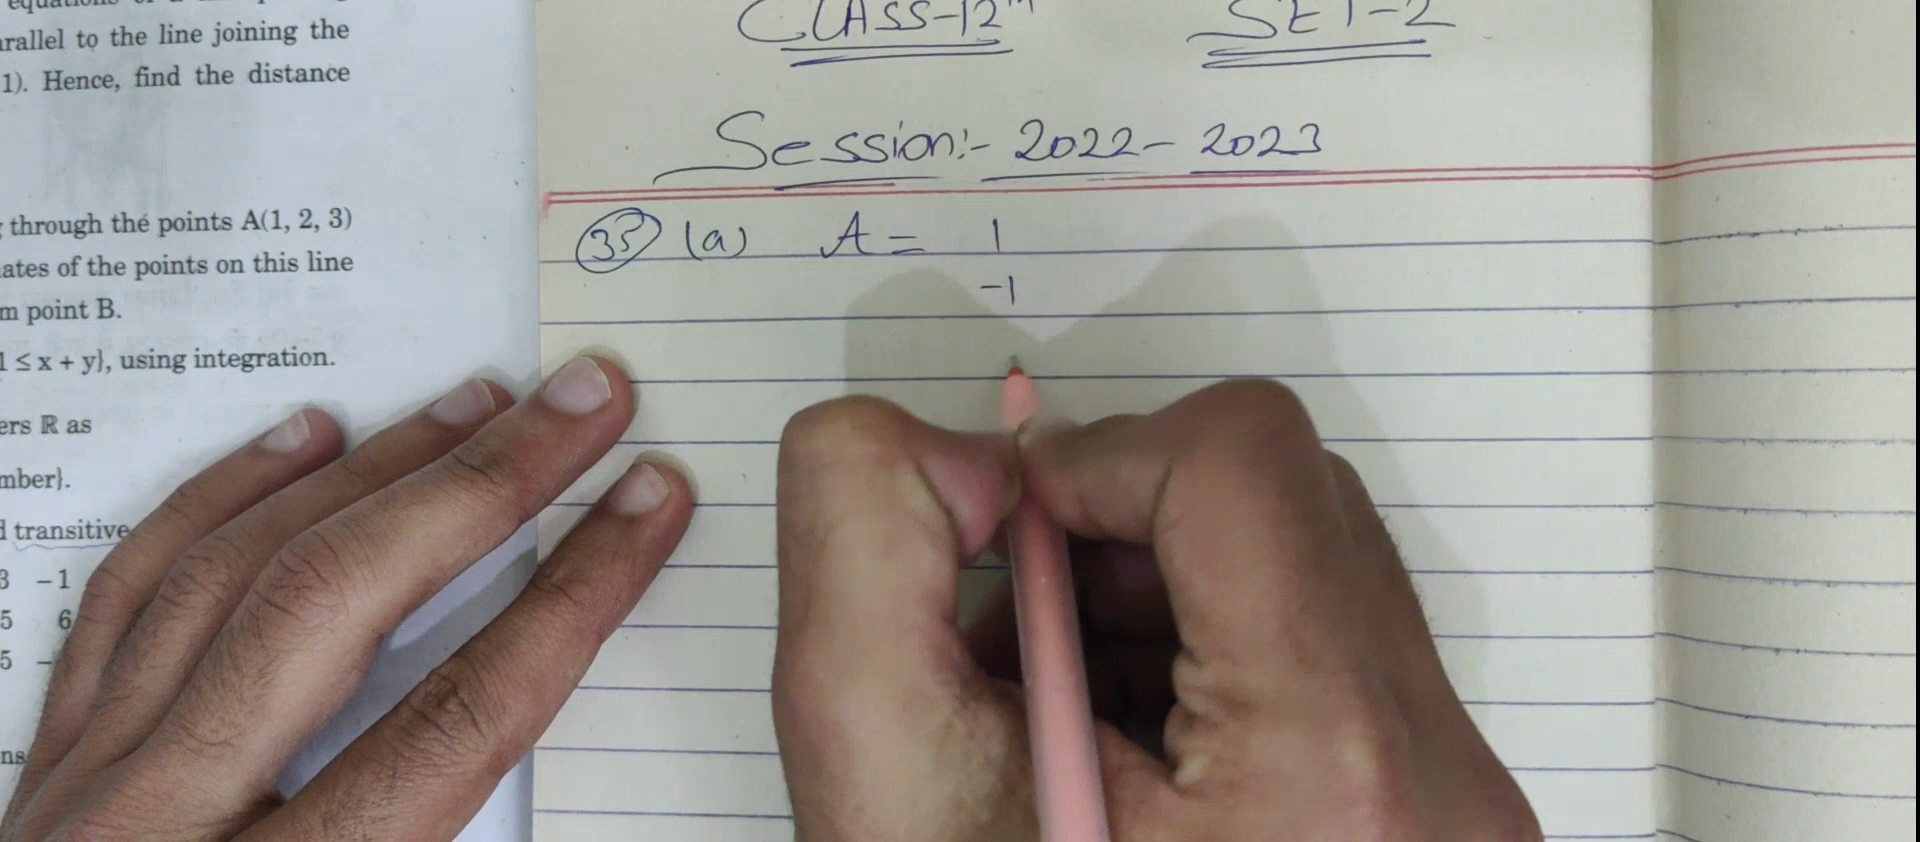 arallel to the line joining the
1). Hence, find the distance
through the points A(1, 2, 3)
ates of the points on this line
m point B.
1 ≤ x + y}, using integration.
ers ℝ as
mber}.
d transitive
3 -1
5 6
5 -
ns
CLASS-12th SET-2
Session:- 2022-2023
35 (a) A = 1
-1